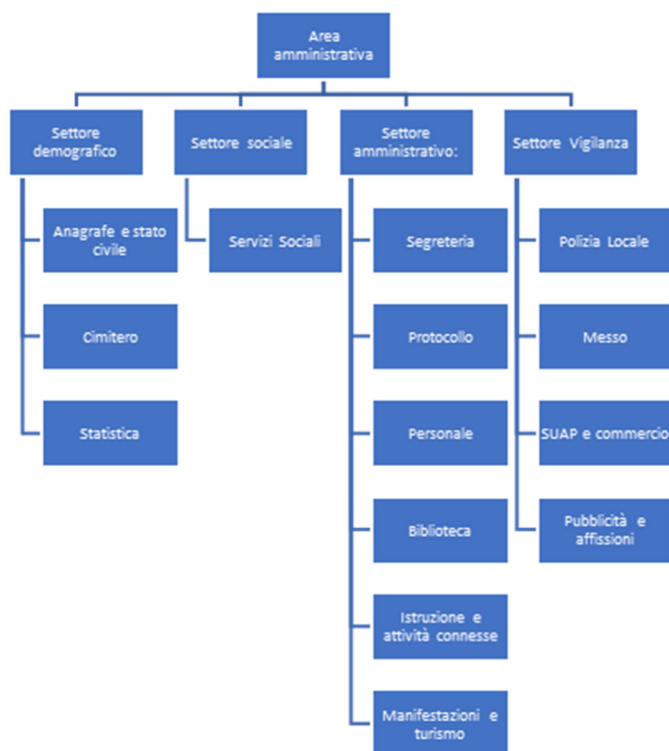 Area
amministrativa
Settore
demografico
Settore sociale
Settore
amministrativo:
Settore Vigilanza
Anagrafe e stato
civile
Servizi Sociali
Segreteria
Polizia Locale
Cimitero
Protocollo
Messo
Statistica
Personale
SUAP e commercio
Biblioteca
Pubblicità e
affissioni
Istruzione e
attività connesse
Manifestazioni e
turismo